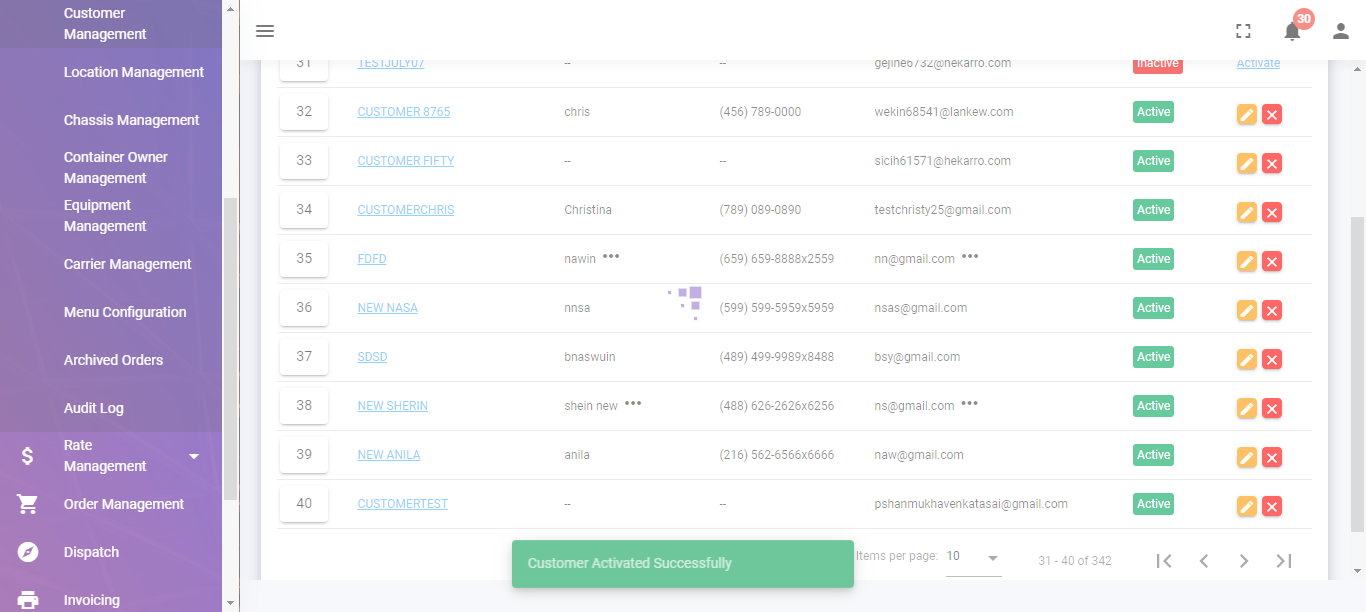 Customer
Management
Location Management
Chassis Management
Container Owner
Management
Equipment
Management
Carrier Management
Menu Configuration
Archived Orders
Audit Log
Rate
Management
Order Management
Dispatch
Invoicing
30
31 TESTJULY07 -- -- gejine6732@hekarro.com Inactive Activate
32 CUSTOMER 8765 chris (456) 789-0000 wekin68541@lankew.com Active
33 CUSTOMER FIFTY -- -- sicih61571@hekarro.com Active
34 CUSTOMERCHRIS Christina (789) 089-0890 testchristy25@gmail.com Active
35 FDFD nawin ••• (659) 659-8888x2559 nn@gmail.com ••• Active
36 NEW NASA nnsa (599) 599-5959x5959 nsas@gmail.com Active
37 SDSD bnaswuin (489) 499-9989x8488 bsy@gmail.com Active
38 NEW SHERIN shein new ••• (488) 626-2626x6256 ns@gmail.com ••• Active
39 NEW ANILA anila (216) 562-6566x6666 naw@gmail.com Active
40 CUSTOMERTEST -- -- pshanmukhavenkatasai@gmail.com Active
Items per page: 10 31 - 40 of 342
Customer Activated Successfully